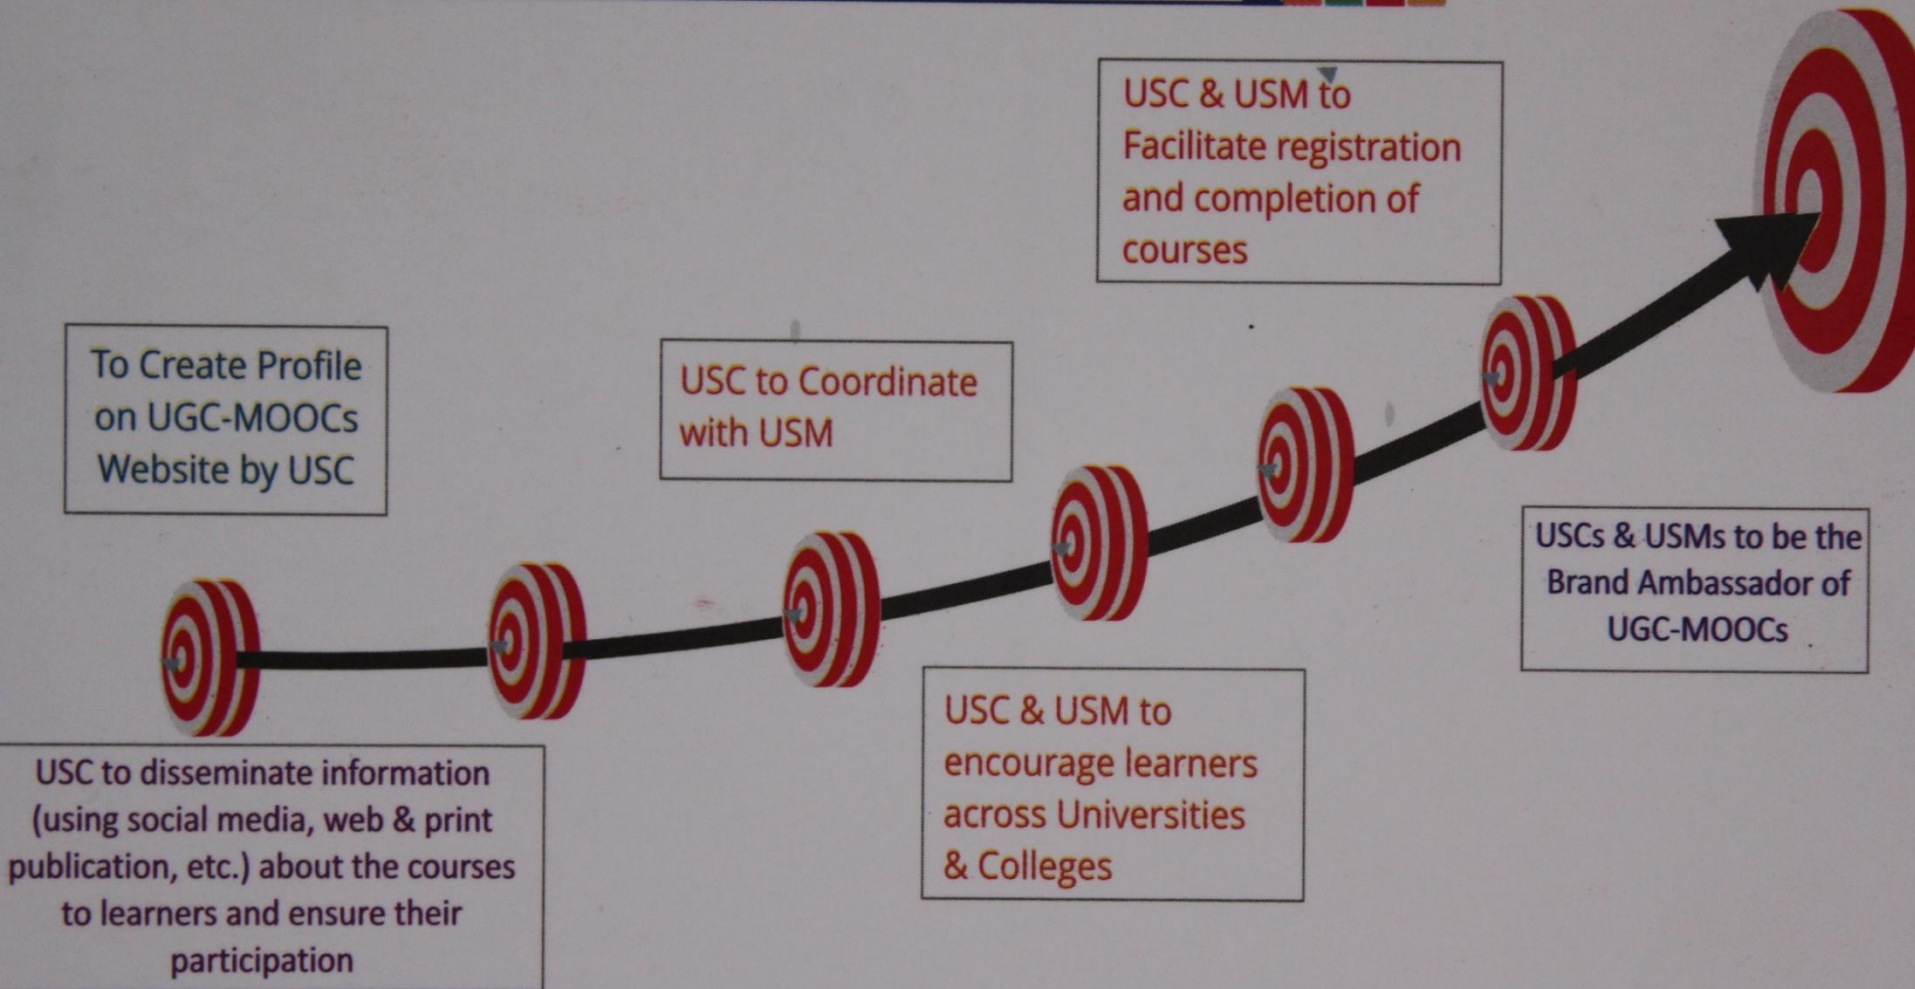 To Create Profile
on UGC-MOOCs
Website by USC
USC to disseminate information
(using social media, web & print
publication, etc.) about the courses
to learners and ensure their
participation
USC to Coordinate
with USM
USC & USM to
encourage learners
across Universities
& Colleges
USC & USM to
Facilitate registration
and completion of
courses
USCs & USMs to be the
Brand Ambassador of
UGC-MOOCs